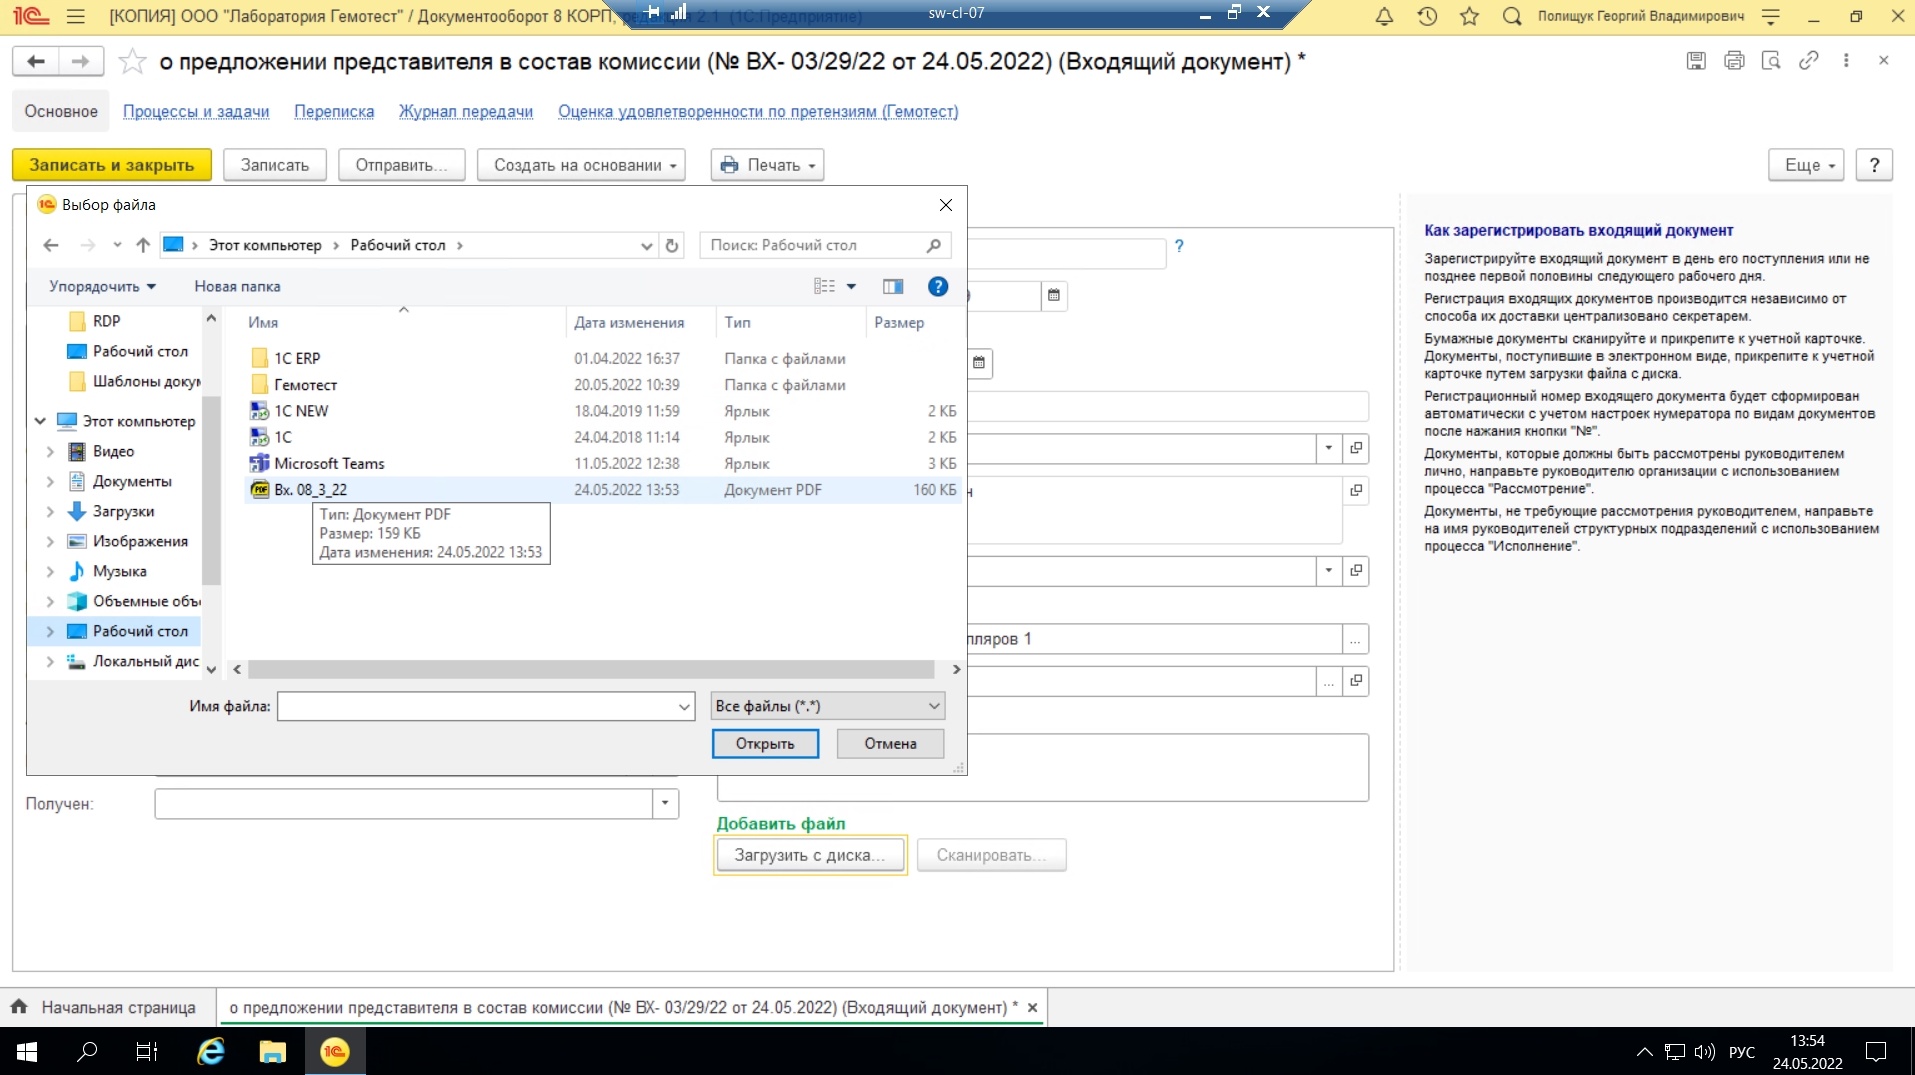 [КОПИЯ] ООО "Лаборатория Гемотест" / Документооборот 8 КОРП, редакция 2.1 (1С:Предприятие)
sw-cl-07
Полищук Георгий Владимирович
о предложении представителя в состав комиссии (№ ВХ- 03/29/22 от 24.05.2022) (Входящий документ) *
Основное
Процессы и задачи
Переписка
Журнал передачи
Оценка удовлетворенности по претензиям (Гемотест)
Записать и закрыть
Записать
Отправить...
Создать на основании
Печать
Еще
?
Выбор файла
Этот компьютер > Рабочий стол >
Поиск: Рабочий стол
?
Упорядочить
Новая папка
?
RDP
Рабочий стол
Шаблоны доку
Этот компьютер
Видео
Документы
Загрузки
Изображения
Музыка
Объемные объ
Рабочий стол
Локальный дис
Имя
Дата изменения
Тип
Размер
1C ERP
01.04.2022 16:37
Папка с файлами
Гемотест
20.05.2022 10:39
Папка с файлами
1C NEW
18.04.2019 11:59
Ярлык
2 КБ
1C
24.04.2018 11:14
Ярлык
2 КБ
Microsoft Teams
11.05.2022 12:38
Ярлык
3 КБ
Вх. 08_3_22
24.05.2022 13:53
Документ PDF
160 КБ
Тип: Документ PDF
Размер: 159 КБ
Дата изменения: 24.05.2022 13:53
Имя файла:
Все файлы (*.*)
Открыть
Отмена
н
пляров 1
Получен:
Добавить файл
Загрузить с диска...
Сканировать...
Как зарегистрировать входящий документ
Зарегистрируйте входящий документ в день его поступления или не
позднее первой половины следующего рабочего дня.
Регистрация входящих документов производится независимо от
способа их доставки централизовано секретарем.
Бумажные документы сканируйте и прикрепите к учетной карточке.
Документы, поступившие в электронном виде, прикрепите к учетной
карточке путем загрузки файла с диска.
Регистрационный номер входящего документа будет сформирован
автоматически с учетом настроек нумератора по видам документов
после нажания кнопки "№".
Документы, которые должны быть рассмотрены руководителем
лично, направьте руководителю организации с использованием
процесса "Рассмотрение".
Документы, не требующие рассмотрения руководителем, направьте
на имя руководителей структурных подразделений с использованием
процесса "Исполнение".
Начальная страница
о предложении представителя в состав комиссии (№ ВХ- 03/29/22 от 24.05.2022) (Входящий документ) *
РУС
13:54
24.05.2022